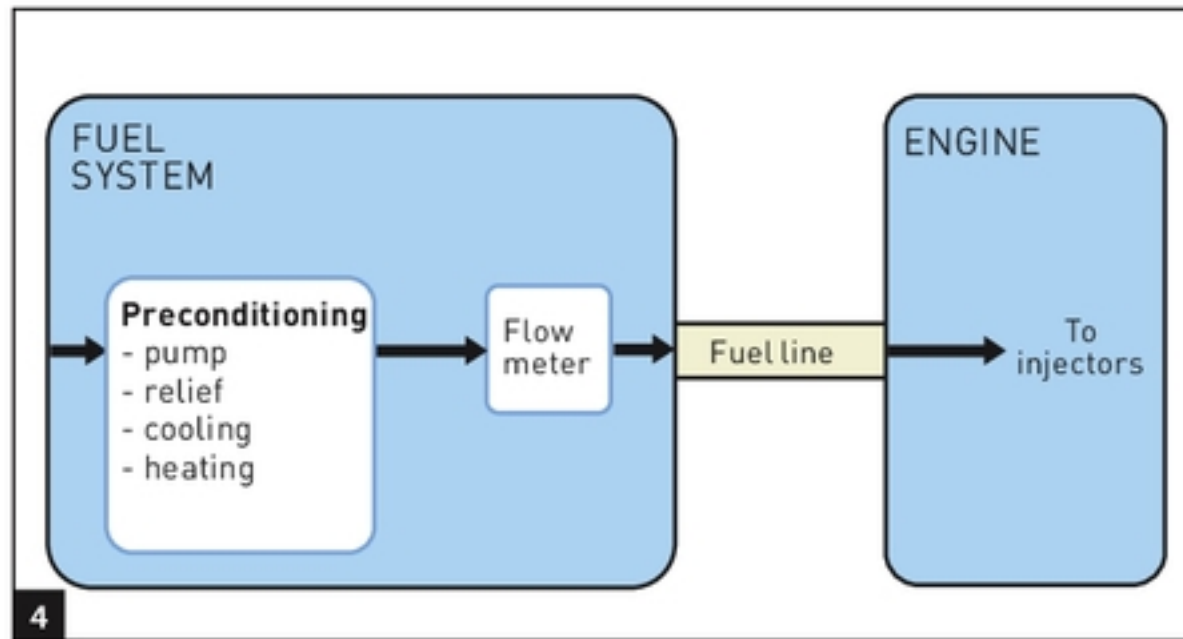 FUEL
SYSTEM
Preconditioning
- pump
- relief
- cooling
- heating
Flow
meter
Fuel line
ENGINE
To
injectors
4